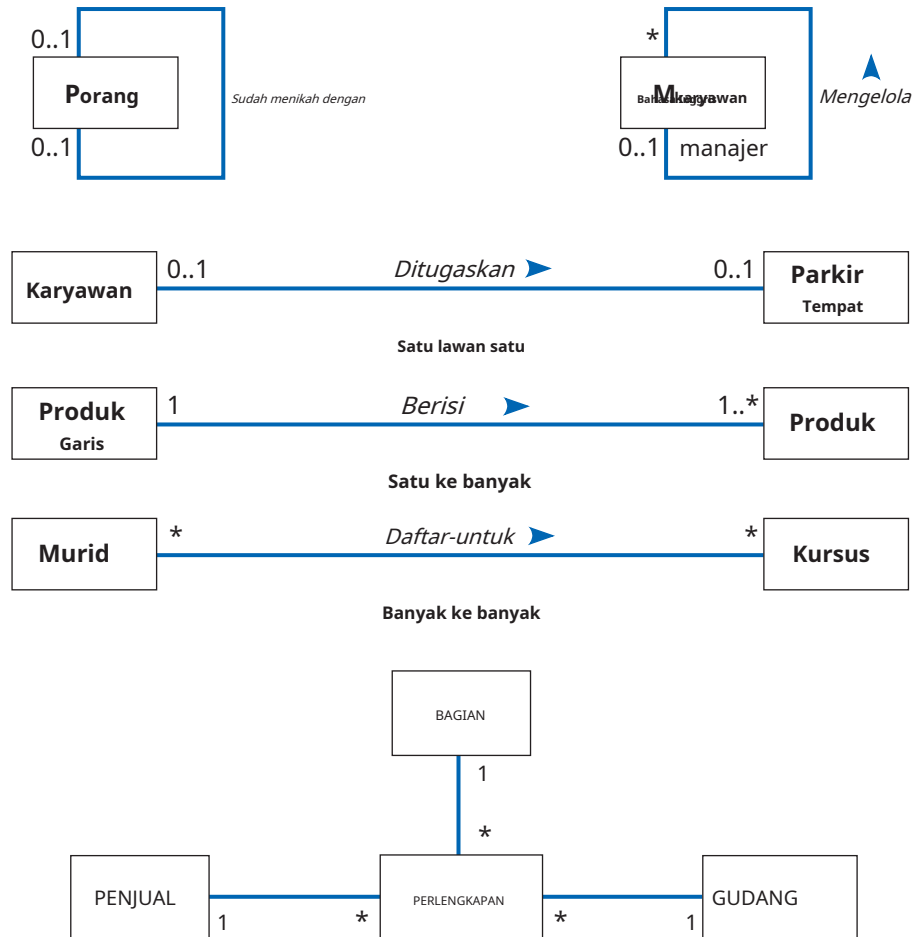 0..1
Porang
Sudah menikah dengan
0..1
*
karyawan
Mengelola
0..1 manajer
Karyawan
0..1
Ditugaskan
0..1
Parkir
Tempat
Satu lawan satu
Produk
Garis
1
Berisi
1..*
Produk
Satu ke banyak
Murid
*
Daftar-untuk
*
Kursus
Banyak ke banyak
BAGIAN
1
*
PENJUAL
1
*
PERLENGKAPAN
*
1
GUDANG